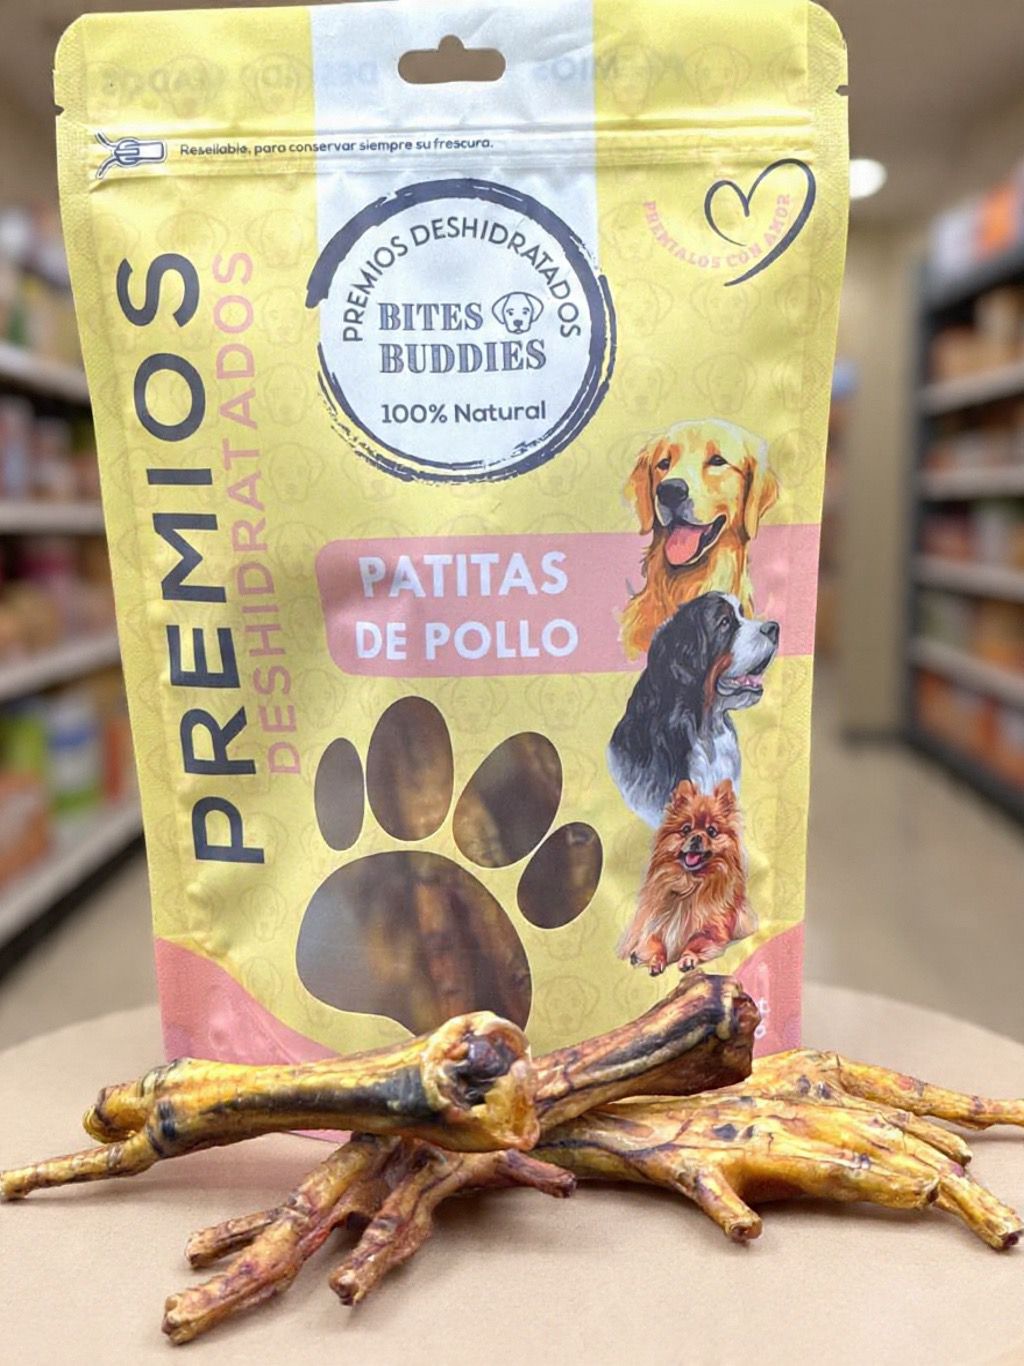 Resellable, para conservar siempre su frescura.
PREMIOS DESHIDRATADOS
BITES
BUDDIES
100% Natural
PREMIALOS CON AMOR
PREMIOS
DESHIDRATADOS
PATITAS
DE POLLO